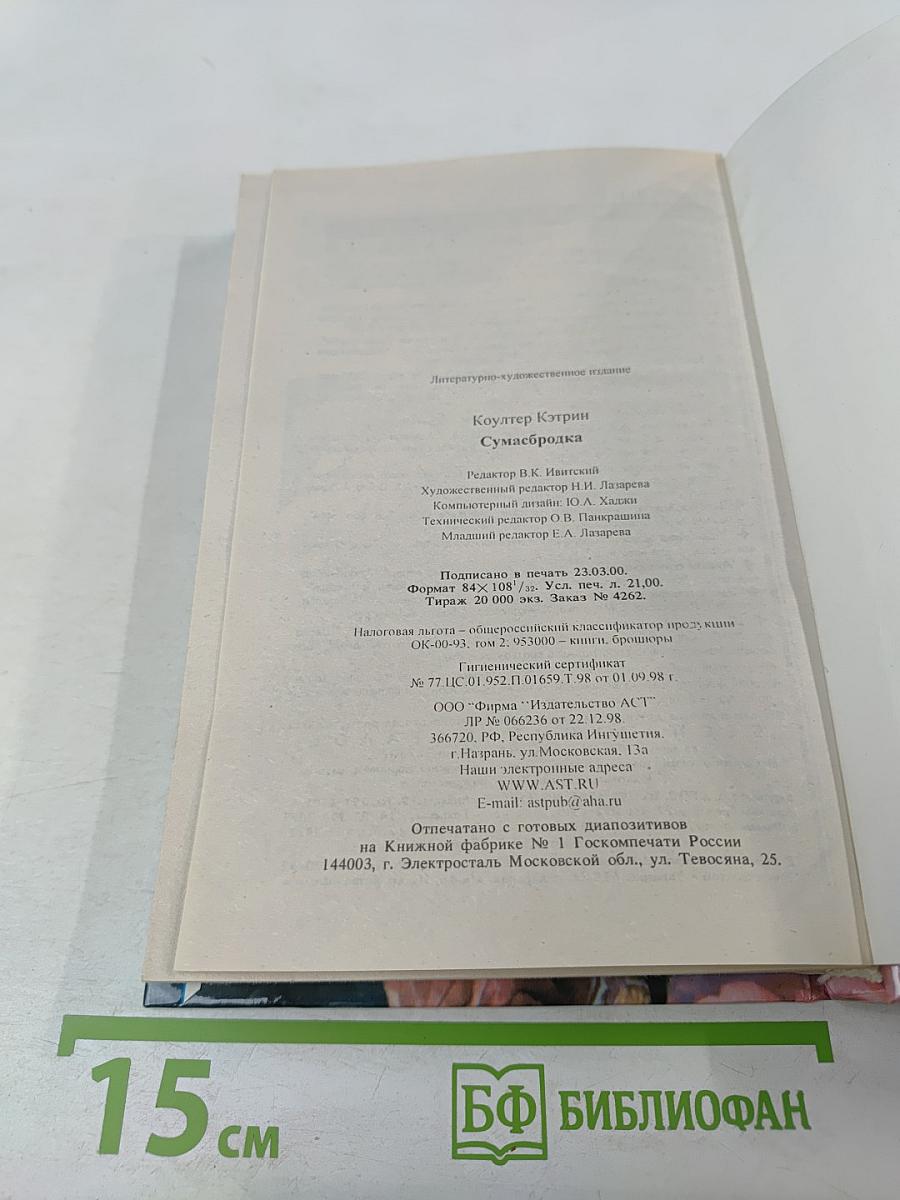 Литературно-художественное издание
Коултер Кэтрин
Сумасбродка
Редактор В.К. Ивитский
Художественный редактор Н.И. Лазарева
Компьютерный дизайн: Ю.А. Хаджи
Технический редактор О.В. Панкрашина
Младший редактор Е.А. Лазарева
Подписано в печать 23.03.00.
Формат 84×108¹/₃₂. Усл. печ. л. 21,00.
Тираж 20 000 экз. Заказ № 4262.
Налоговая льгота – общероссийский классификатор продукции
ОК-00-93, том 2; 953000 – книги, брошюры
Гигиенический сертификат
№ 77.ЦС.01.952.П.01659.Т.98 от 01.09.98 г.
ООО "Фирма "Издательство АСТ"
ЛР № 066236 от 22.12.98.
366720, РФ, Республика Ингушетия,
г.Назрань, ул.Московская, 13а
Наши электронные адреса
WWW.AST.RU
E-mail: astpub@aha.ru
Отпечатано с готовых диапозитивов
на Книжной фабрике № 1 Госкомпечати России
144003, г. Электросталь Московской обл., ул. Тевосяна, 25.
15 см
БФ БИБЛИОФАН